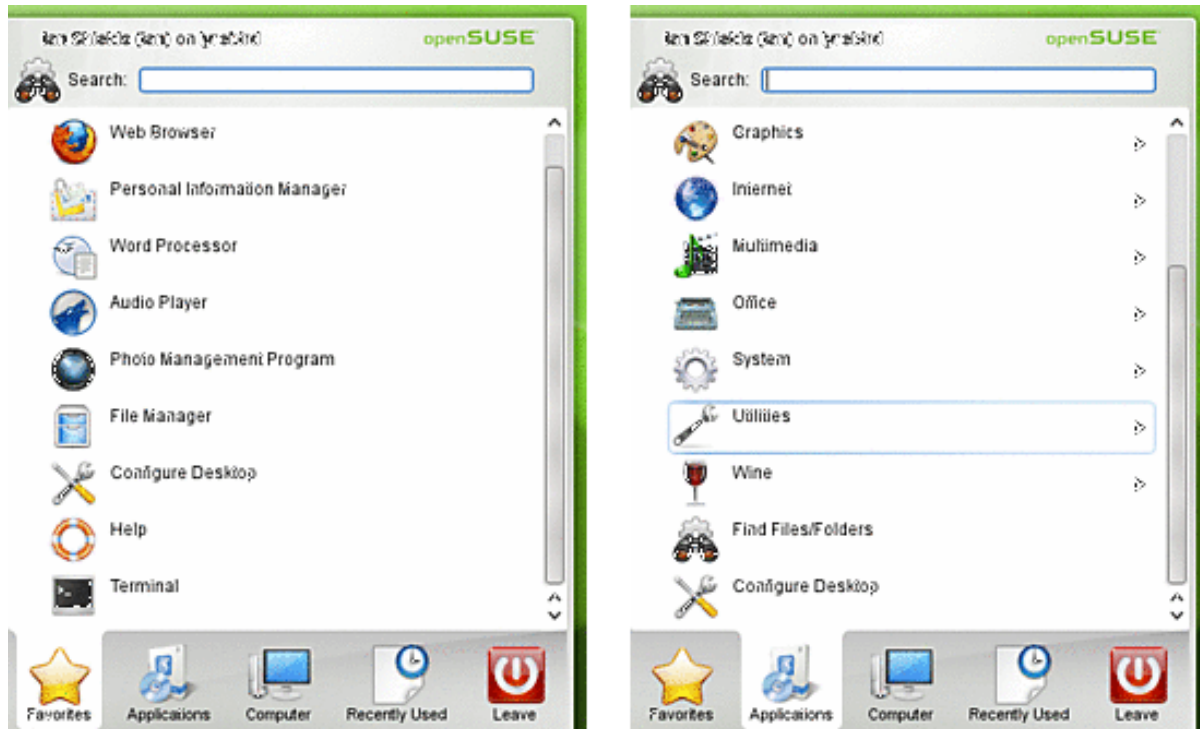 openSUSE
Search:
Web Browser
Personal Information Manager
Word Processor
Audio Player
Photo Management Program
File Manager
Configure Desktop
Help
Terminal
Favorites Applications Computer Recently Used Leave
openSUSE
Search:
Graphics
Internet
Multimedia
Office
System
Utilities
Wine
Find Files/Folders
Configure Desktop
Favorites Applications Computer Recently Used Leave